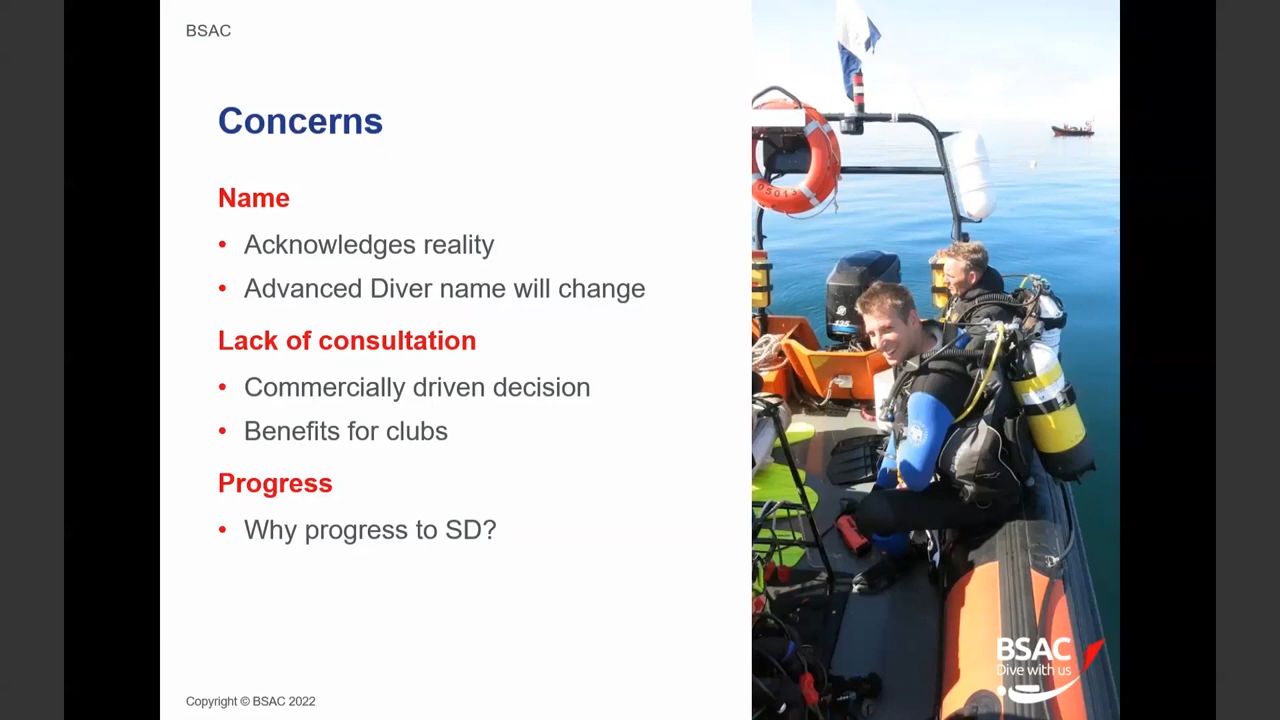 BSAC
Concerns
Name
• Acknowledges reality
• Advanced Diver name will change
Lack of consultation
• Commercially driven decision
• Benefits for clubs
Progress
• Why progress to SD?
Copyright © BSAC 2022
BSAC
Dive with us